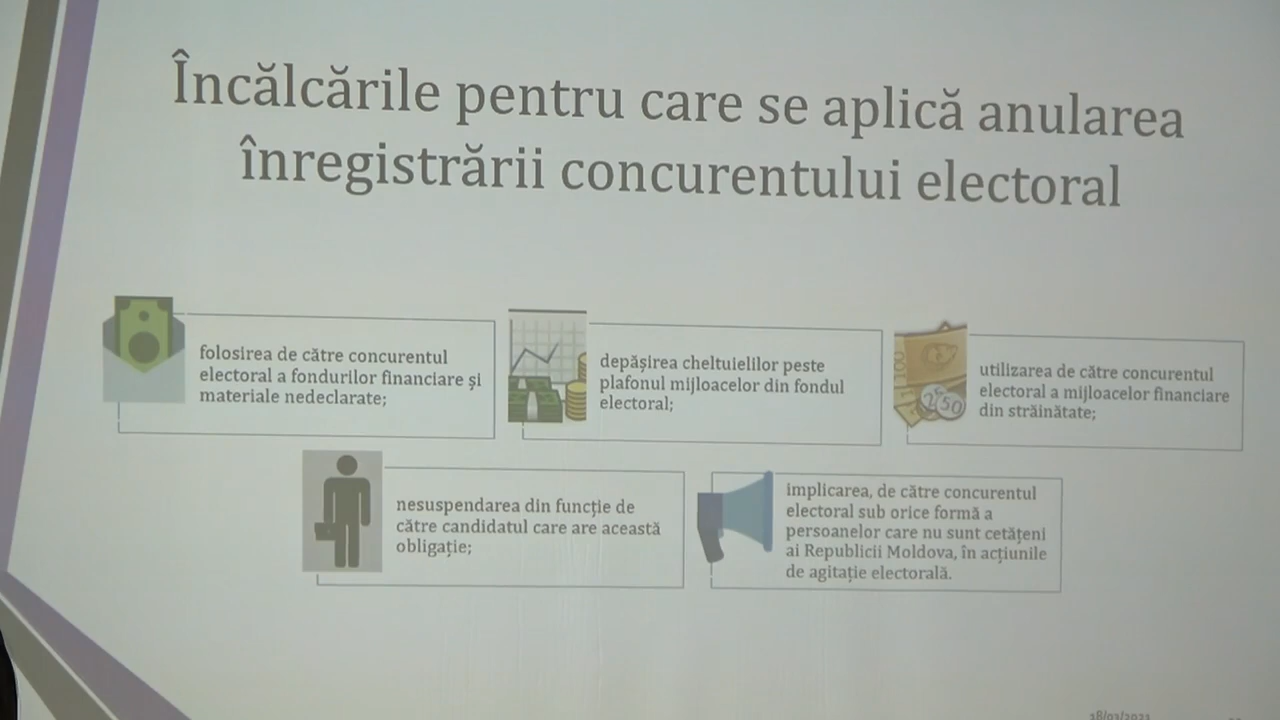 Încălcările pentru care se aplică anularea
înregistrării concurentului electoral
folosirea de către concurentul
electoral a fondurilor financiare și
materiale nedeclarate;
depășirea cheltuielilor peste
plafonul mijloacelor din fondul
electoral;
utilizarea de către concurentul
electoral a mijloacelor financiare
din străinătate;
nesuspendarea din funcție de
către candidatul care are această
obligație;
implicarea, de către concurentul
electoral sub orice formă a
persoanelor care nu sunt cetățeni
ai Republicii Moldova, în acțiunile
de agitație electorală.